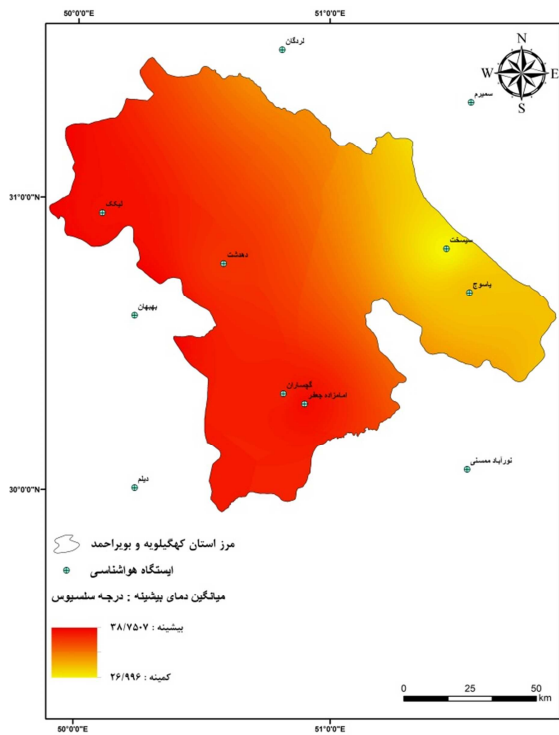 50°0'0"E
51°0'0"E
لردگان
N
W
E
S
سمیرم
31°0'0"N
لیکک
سیسخت
دهدشت
یاسوج
بهبهان
گچساران
امامزاده جعفر
نورآباد ممسنی
دیلم
30°0'0"N
مرز استان کهگیلویه و بویراحمد
ایستگاه هواشناسی
میانگین دمای بیشینه : درجه سلسیوس
بیشینه : ۳۸/۷۵۰۷
کمینه : ۲۶/۹۹۶
0 25 50
km
50°0'0"E
51°0'0"E